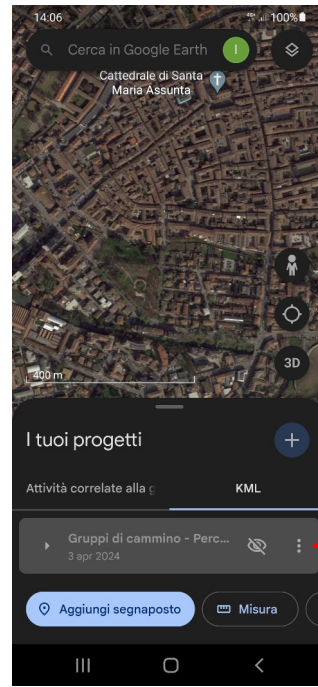 14:06
100%
Cerca in Google Earth
I
Cattedrale di Santa
Maria Assunta
400 m
3D
I tuoi progetti
Attività correlate alla g
KML
Gruppi di cammino - Perc...
3 apr 2024
Aggiungi segnaposto
Misura